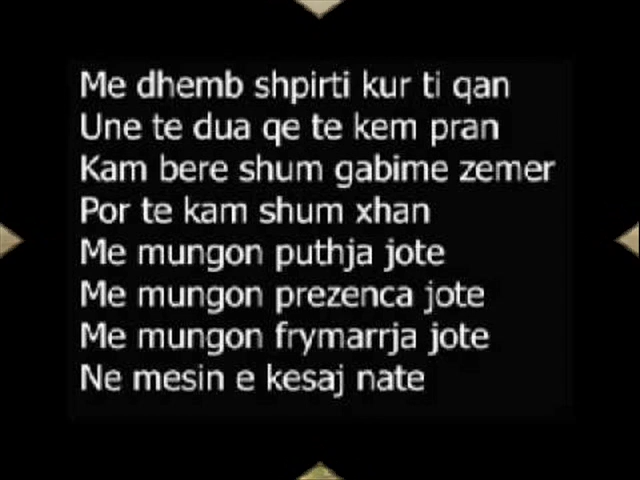 Me dhemb shpirti kur ti qan
Une te dua qe te kem pran
Kam bere shum gabime zemer
Por te kam shum xhan
Me mungon puthja jote
Me mungon prezenca jote
Me mungon frymarrja jote
Ne mesin e kesaj nate